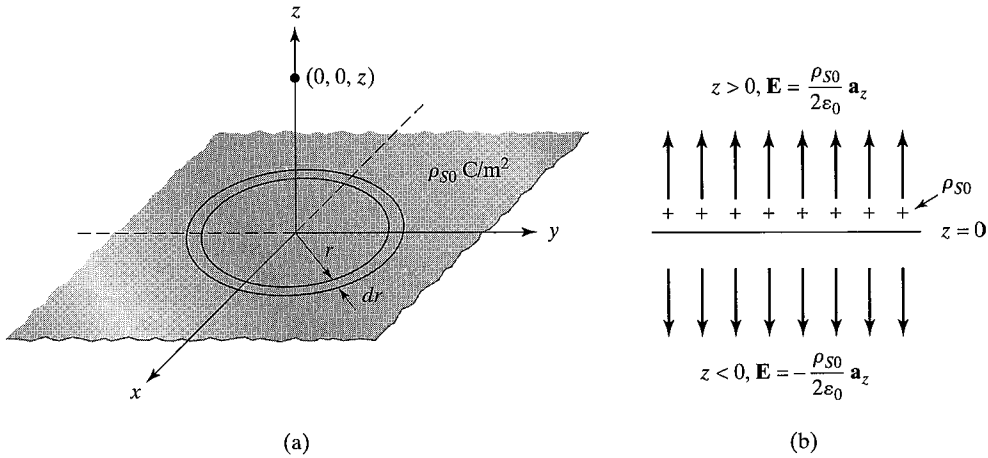 z
(0, 0, z)
ρS0 C/m²
y
r
dr
x
(a)
z > 0, E = ρS0/2ε0 az
+ + + + + + + +
ρS0
z = 0
z < 0, E = − ρS0/2ε0 az
(b)